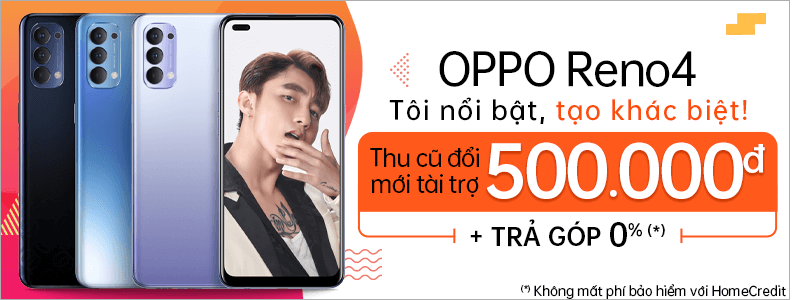 OPPO Reno4
Tôi nổi bật, tạo khác biệt!
Thu cũ đổi
mới tài trợ
500.000đ
+ TRẢ GÓP 0% (*)
(*) Không mất phí bảo hiểm với HomeCredit